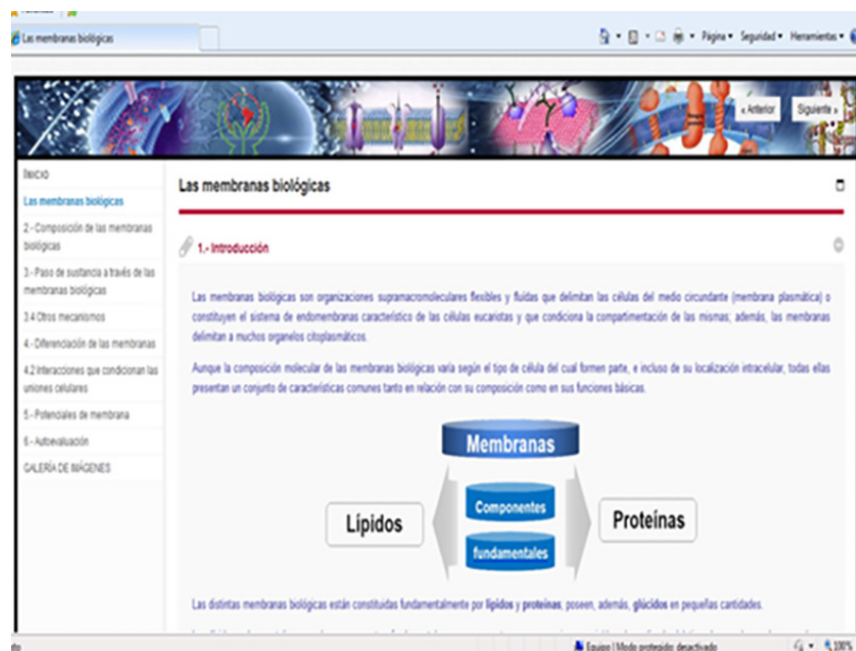 Las membranas biológicas
Página
Seguridad
Herramientas
« Anterior
Siguiente »
INICIO
Las membranas biológicas
2.- Composición de las membranas
biológicas
3.- Paso de sustancia a través de las
membranas biológicas
3.4 Otros mecanismos
4.- Diferenciación de las membranas
4.2 Interacciones que condicionan las
uniones celulares
5.- Potenciales de membrana
6.- Autoevaluación
GALERÍA DE IMÁGENES
Las membranas biológicas
1.- Introducción
Las membranas biológicas son organizaciones supramacromoleculares flexibles y fluidas que delimitan las células del medio circundante (membrana plasmática) o
constituyen el sistema de endomembranas característico de las células eucariotas y que condiciona la compartimentación de las mismas; además, las membranas
delimitan a muchos organelos citoplasmáticos.
Aunque la composición molecular de las membranas biológicas varía según el tipo de célula del cual formen parte, e incluso de su localización intracelular, todas ellas
presentan un conjunto de características comunes tanto en relación con su composición como en sus funciones básicas.
Membranas
Lípidos
Componentes
fundamentales
Proteínas
Las distintas membranas biológicas están constituidas fundamentalmente por lípidos y proteínas, poseen, además, glúcidos en pequeñas cantidades.
Equipo | Modo protegido: desactivado
100%